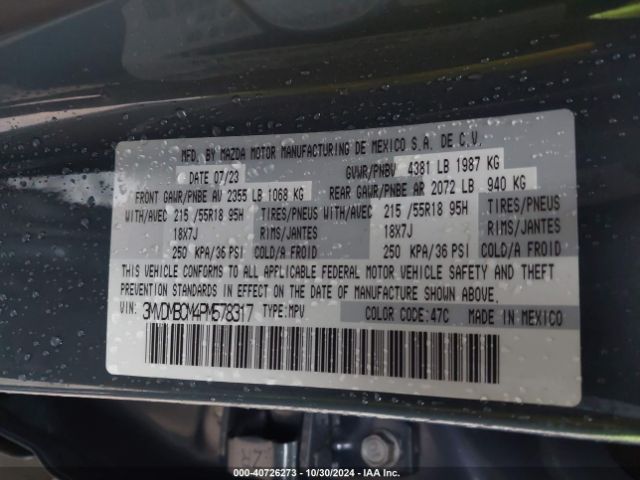 MFD. BY MAZDA MOTOR MANUFACTURING DE MEXICO S.A. DE C.V.
DATE 07/23 GVWR/PNBV 4381 LB 1987 KG
FRONT GAWR/PNBE AV 2355 LB 1068 KG REAR GAWR/PNBE AR 2072 LB 940 KG
WITH/AVEC 215/55R18 95H TIRES/PNEUS WITH/AVEC 215/55R18 95H TIRES/PNEUS
18X7J RIMS/JANTES 18X7J RIMS/JANTES
250 KPA/36 PSI COLD/A FROID 250 KPA/36 PSI COLD/A FROID
THIS VEHICLE CONFORMS TO ALL APPLICABLE FEDERAL MOTOR VEHICLE SAFETY AND THEFT
PREVENTION STANDARDS IN EFFECT ON THE DATE OF MANUFACTURE SHOWN ABOVE.
VIN: 3MVDMBCM4PM578317 TYPE:MPV COLOR CODE:47C MADE IN MEXICO
000-40726273 - 10/30/2024 - IAA Inc.